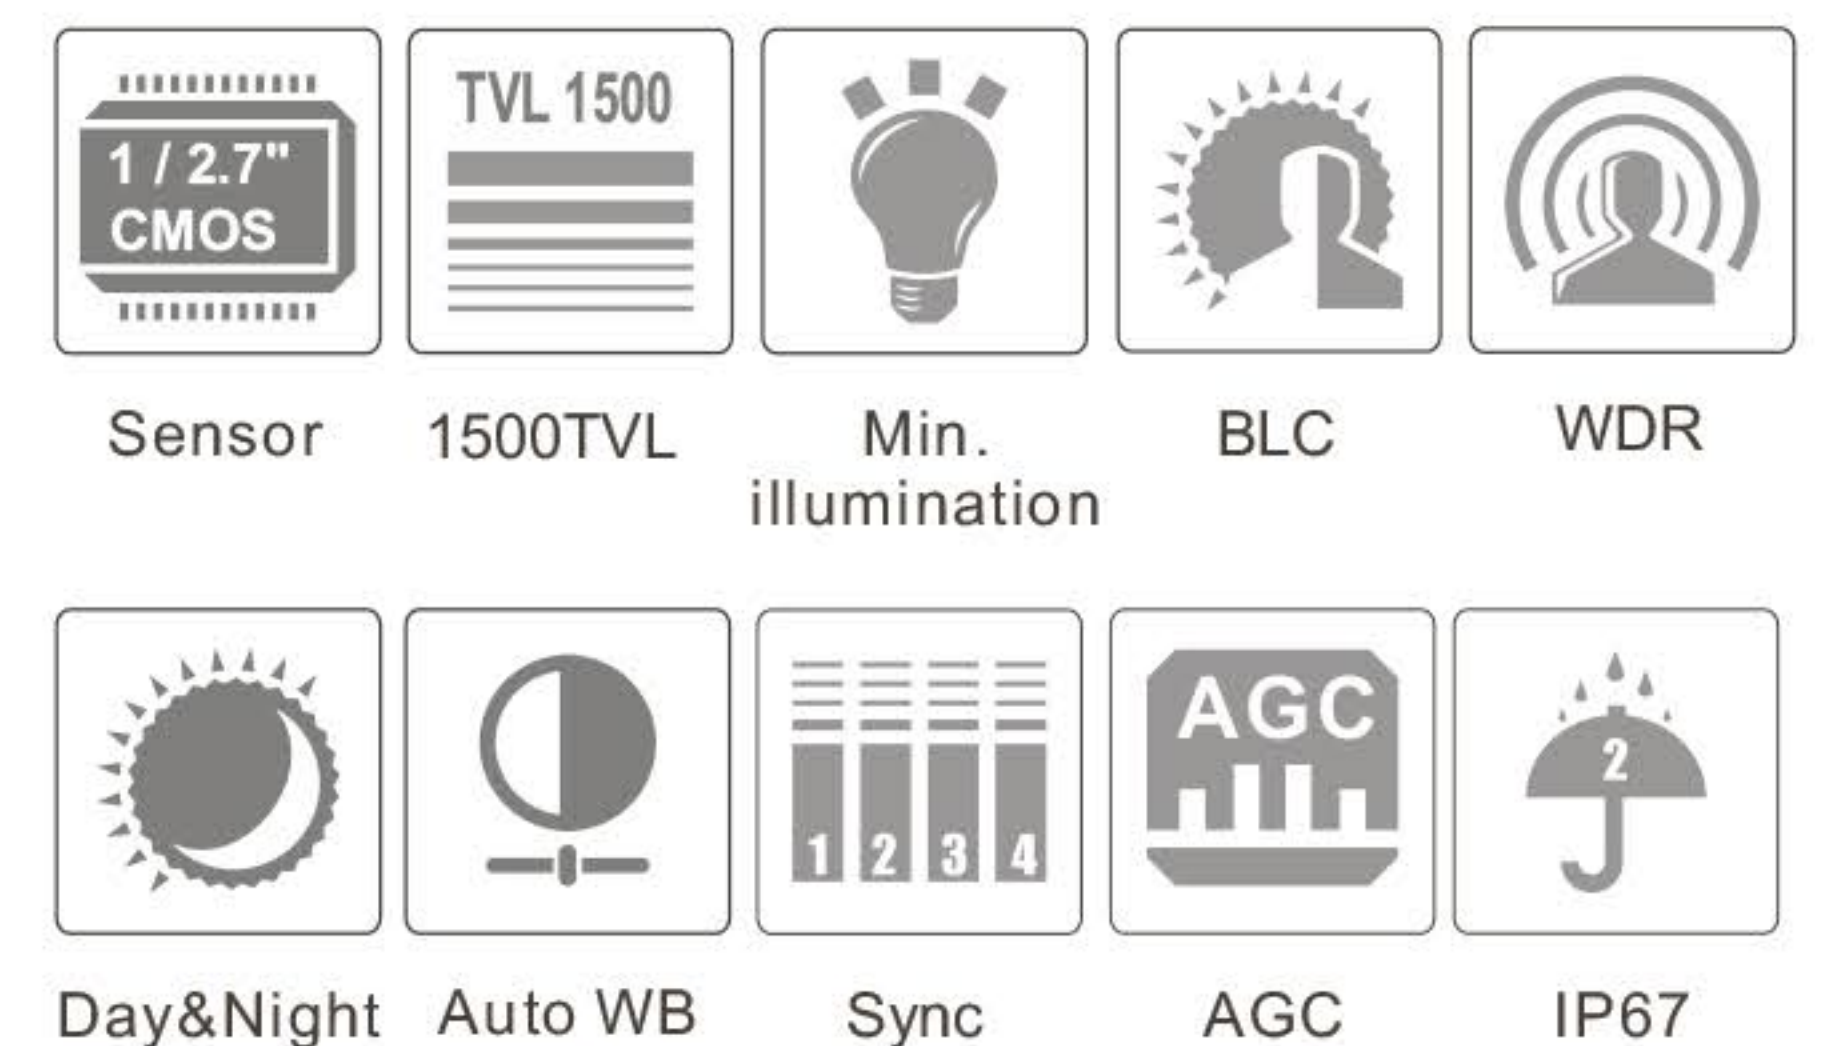 1 / 2.7"
CMOS
TVL 1500
Sensor
1500TVL
Min.
illumination
BLC
WDR
1 2 3 4
AGC
2
Day&Night
Auto WB
Sync
AGC
IP67